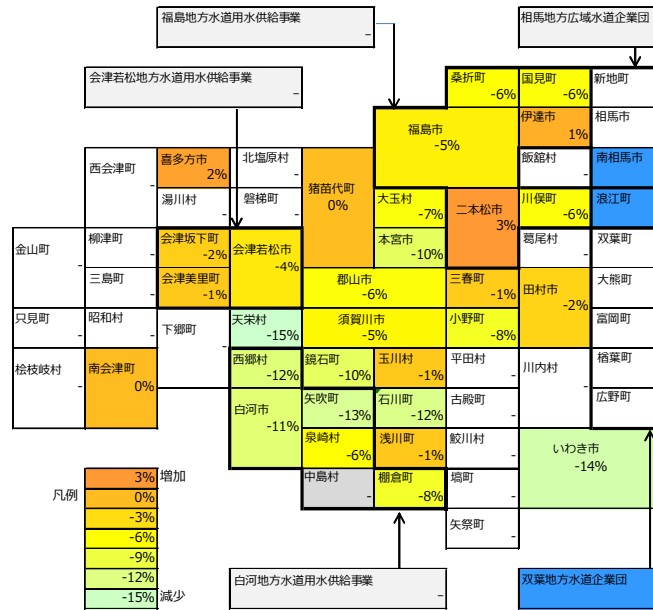 福島地方水道用水供給事業
-
相馬地方広域水道企業団
会津若松地方水道用水供給事業
-
桑折町
-6%
国見町
-6%
新地町
福島市
-5%
伊達市
1%
相馬市
西会津町
-
喜多方市
2%
北塩原村
-
猪苗代町
0%
飯舘村
-
南相馬市
湯川村
-
磐梯町
-
大玉村
-7%
二本松市
3%
川俣町
-6%
浪江町
金山町
-
柳津町
-
会津坂下町
-2%
会津若松市
-4%
本宮市
-10%
葛尾村
-
双葉町
三島町
-
会津美里町
-1%
郡山市
-6%
三春町
-1%
田村市
-2%
大熊町
只見町
-
昭和村
-
下郷町
-
天栄村
-15%
須賀川市
-5%
小野町
-8%
富岡町
桧枝岐村
-
南会津町
0%
西郷村
-12%
鏡石町
-10%
玉川村
-1%
平田村
-
川内村
-
楢葉町
白河市
-11%
矢吹町
-13%
石川町
-12%
古殿町
-
広野町
泉崎村
-6%
浅川町
-1%
鮫川村
-
いわき市
-14%
中島村
-
棚倉町
-8%
塙町
-
矢祭町
-
凡例
3% 増加
0%
-3%
-6%
-9%
-12%
-15% 減少
白河地方水道用水供給事業
-
双葉地方水道企業団